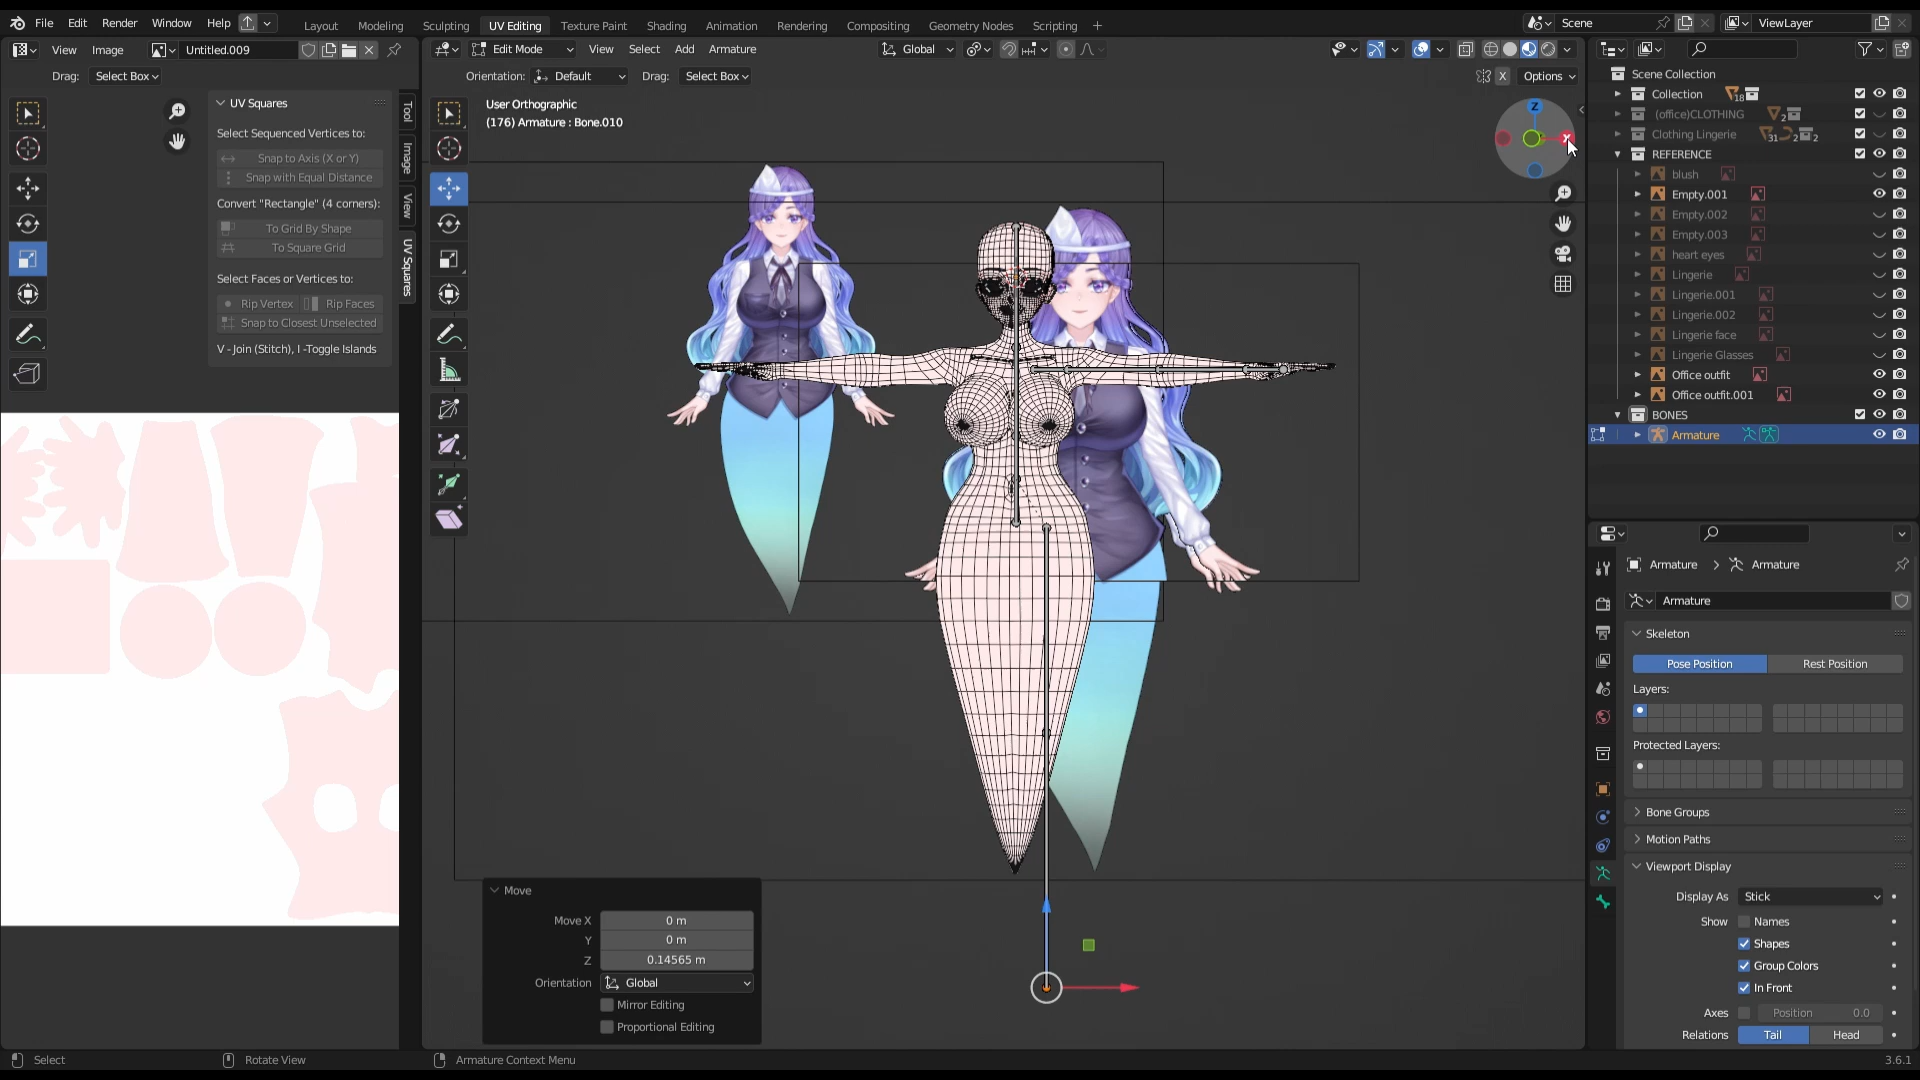 File Edit Render Window Help Layout Modeling Sculpting UV Editing Texture Paint Shading Animation Rendering Compositing Geometry Nodes Scripting + Scene ViewLayer
View Image Untitled.009 Edit Mode View Select Add Armature Global
Drag: Select Box Orientation: Default Drag: Select Box X Options
UV Squares
Select Sequenced Vertices to:
Snap to Axis (X or Y)
Snap with Equal Distance
Convert "Rectangle" (4 corners):
To Grid By Shape
To Square Grid
Select Faces or Vertices to:
Rip Vertex Rip Faces
Snap to Closest Unselected
V - Join (Stitch), I -Toggle Islands
Tool
Image
View
UV Squares
User Orthographic
(176) Armature : Bone.010
Z
Move
Move X 0 m
Y 0 m
Z 0.14565 m
Orientation Global
Mirror Editing
Proportional Editing
Scene Collection
Collection 18
(office)CLOTHING 2
Clothing Lingerie 31 2 2
REFERENCE
blush
Empty.001
Empty.002
Empty.003
heart eyes
Lingerie
Lingerie.001
Lingerie.002
Lingerie face
Lingerie Glasses
Office outfit
Office outfit.001
BONES
Armature
Armature Armature
Armature
Skeleton
Pose Position Rest Position
Layers:
Protected Layers:
Bone Groups
Motion Paths
Viewport Display
Display As Stick
Show Names
Shapes
Group Colors
In Front
Axes Position 0.0
Relations Tail Head
Select Rotate View Armature Context Menu 3.6.1